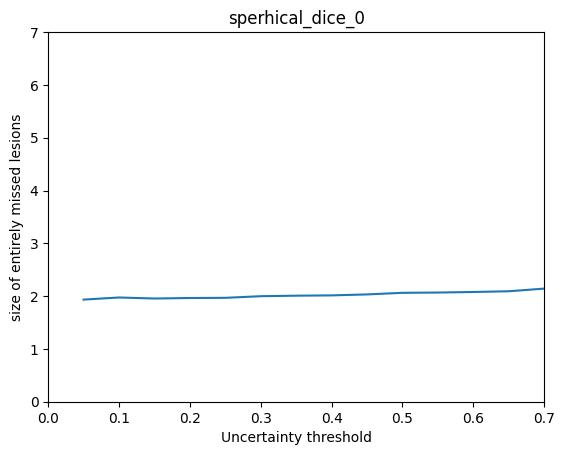 sperhical_dice_0
7
6
5
4
3
2
1
0
size of entirely missed lesions
0.0 0.1 0.2 0.3 0.4 0.5 0.6 0.7
Uncertainty threshold